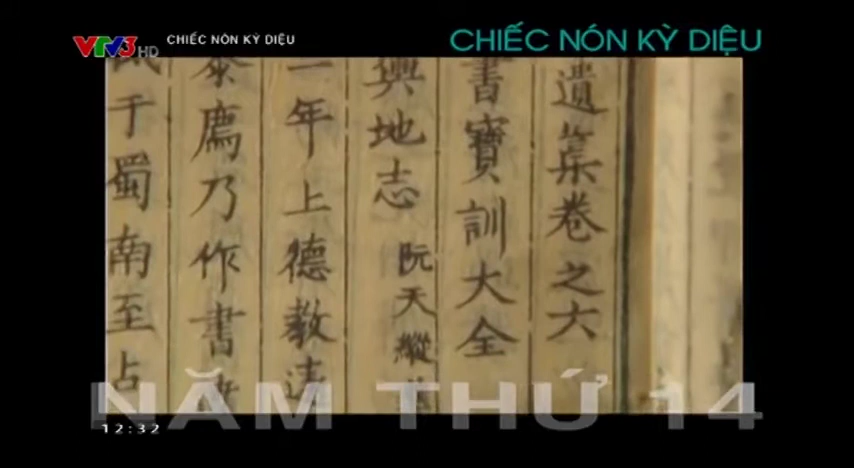 VTV3 HD
CHIẾC NÓN KỲ DIỆU
CHIẾC NÓN KỲ DIỆU
遺集卷之六
書寶訓大全
輿地志 阮天縱
年上德教
乃作書
于蜀南至占
NĂM THỨ 14
12:32